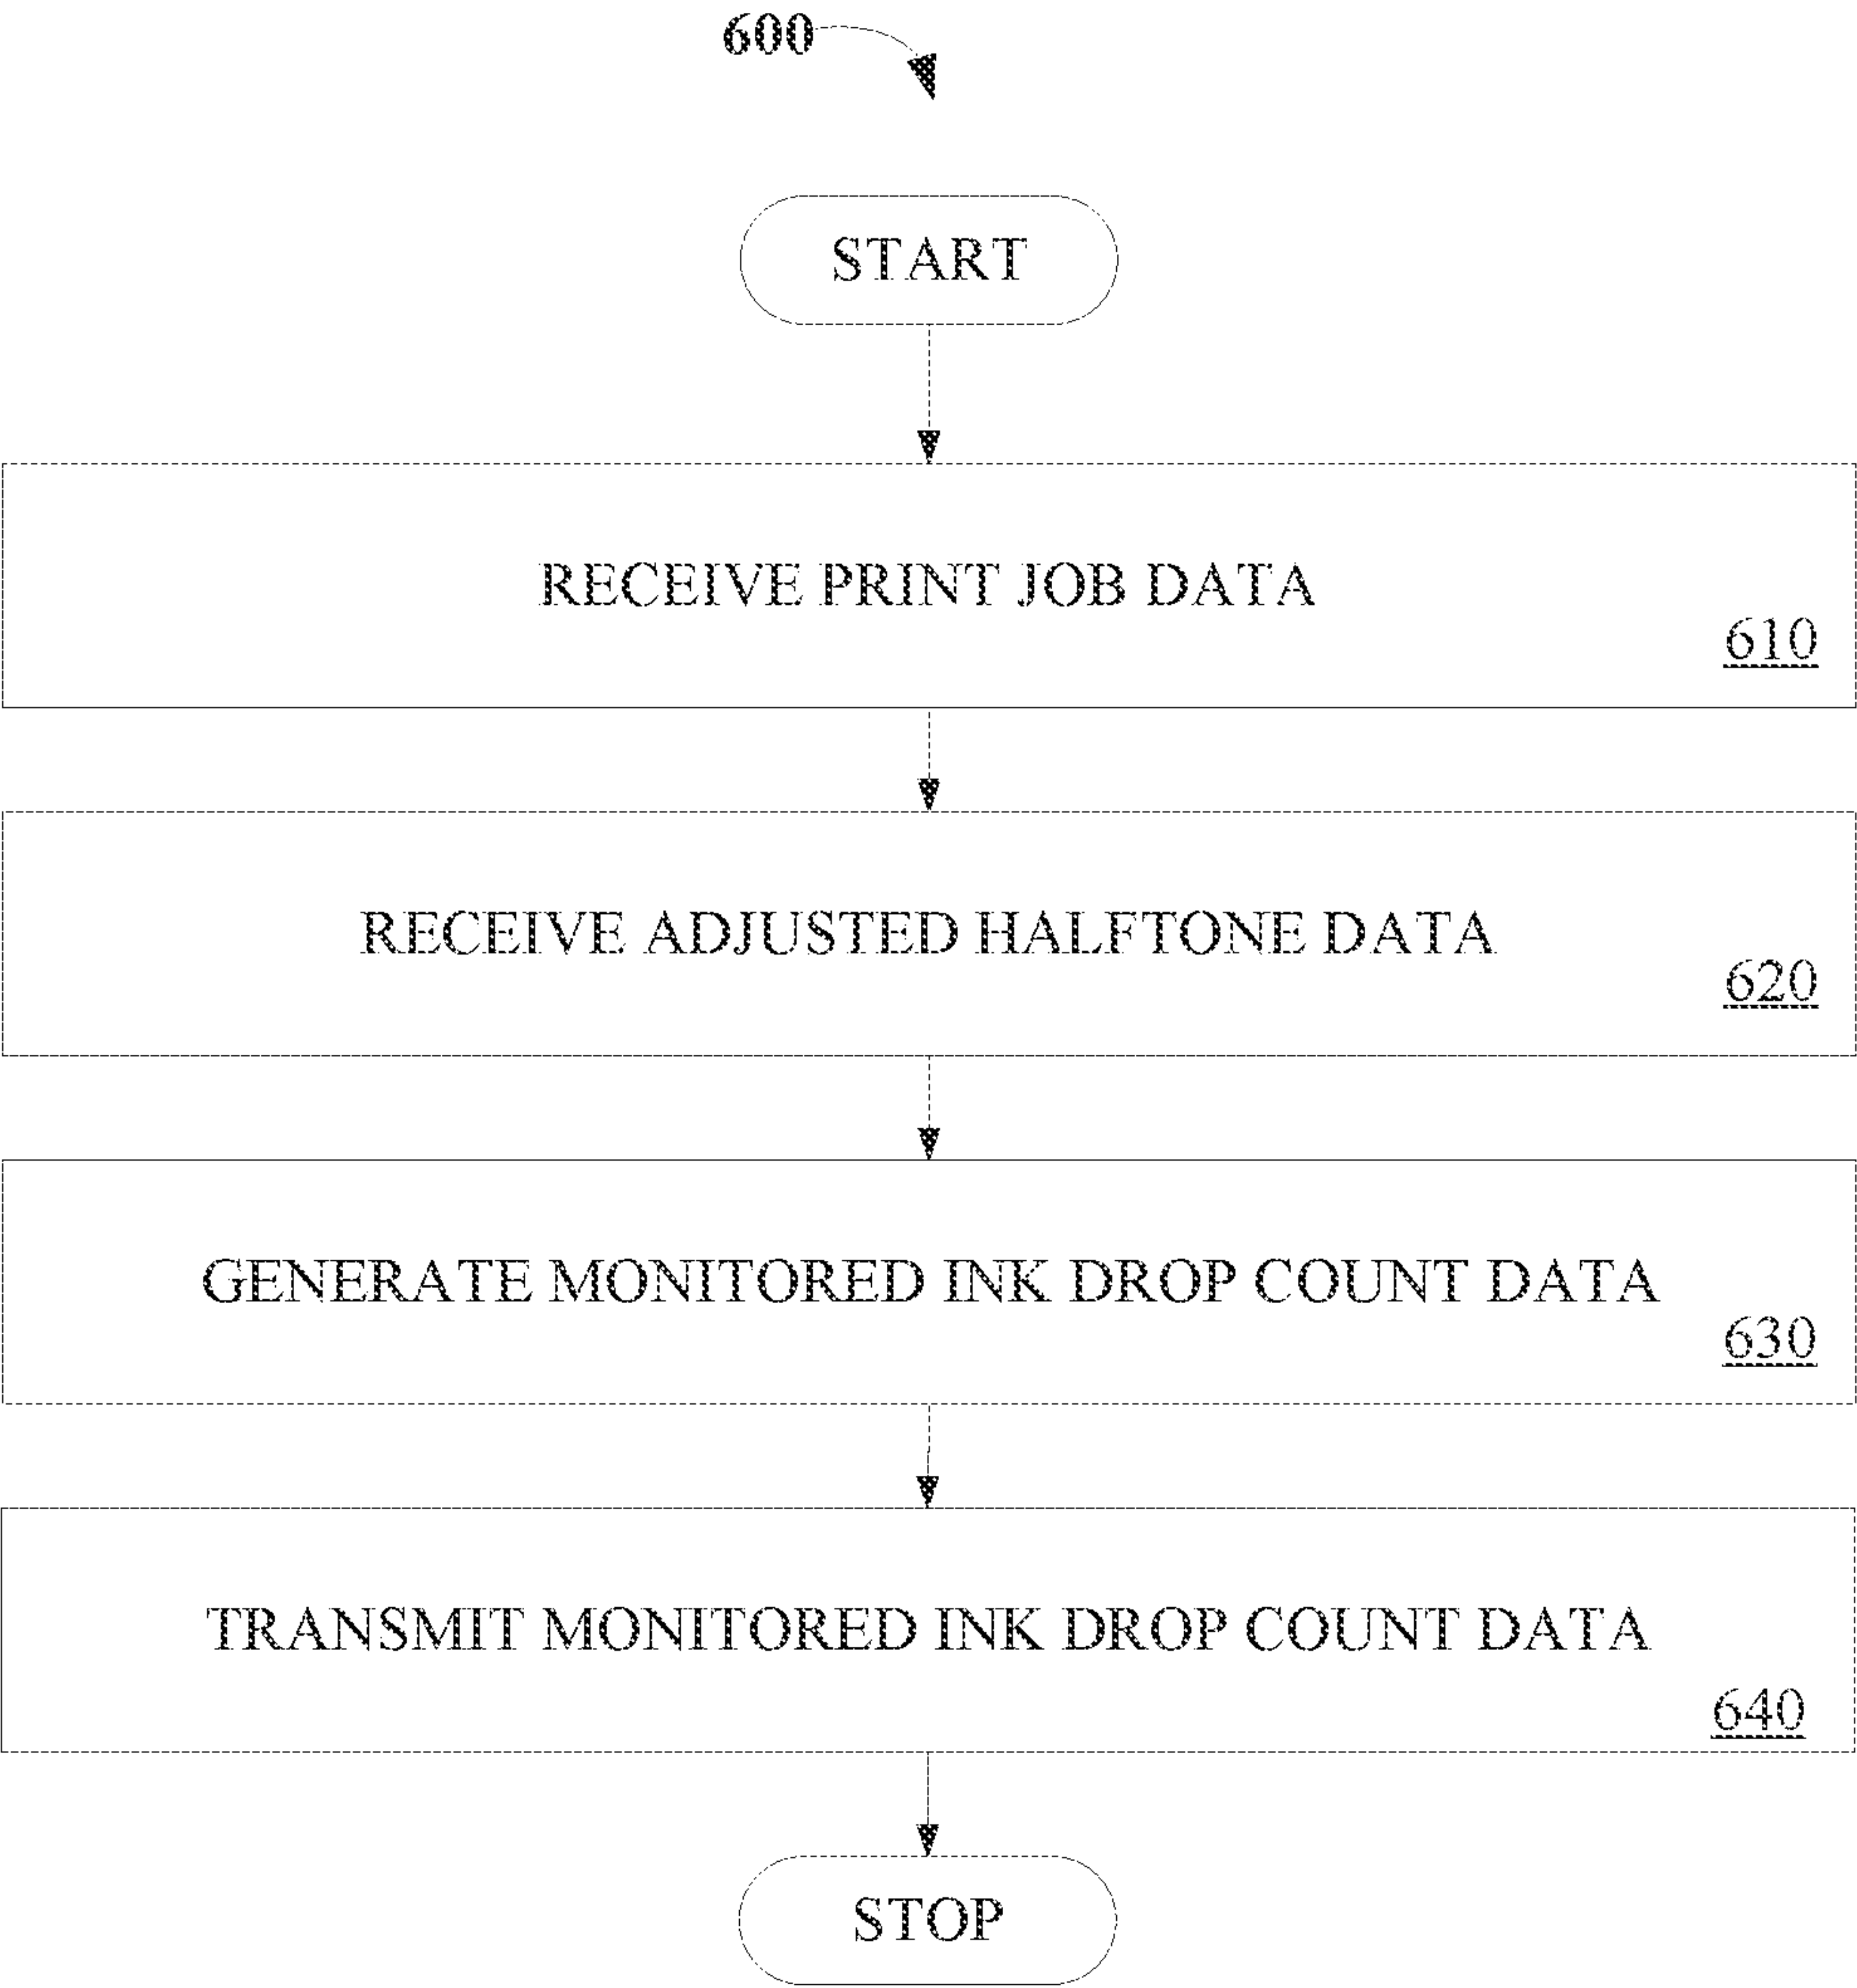 600
START
RECEIVE PRINT JOB DATA
610
RECEIVE ADJUSTED HALFTONE DATA
620
GENERATE MONITORED INK DROP COUNT DATA
630
TRANSMIT MONITORED INK DROP COUNT DATA
640
STOP